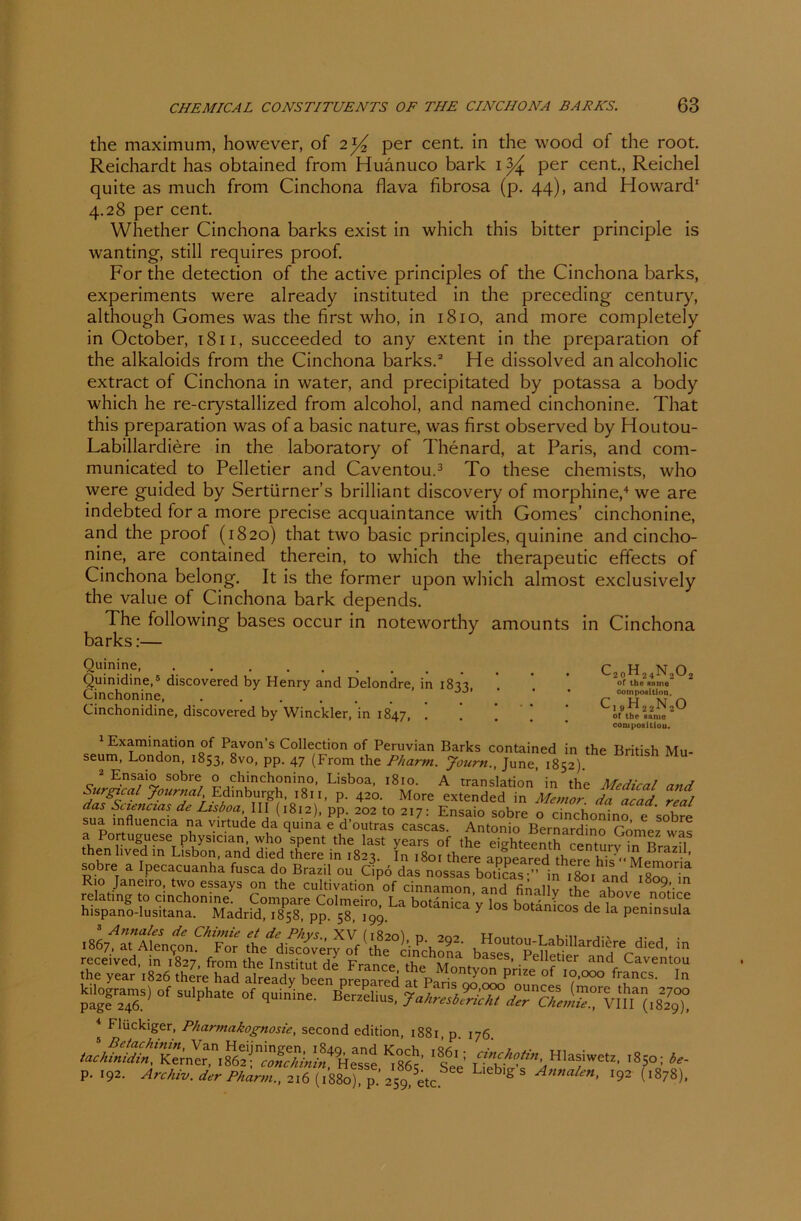 CHEMICAL CONSTITUENTS OF THE CINCHONA BARKS. 63
the maximum, however, of 2½ per cent. in the wood of the root.
Reichardt has obtained from Huánuco bark 1¾ per cent., Reichel
quite as much from Cinchona flava fibrosa (p. 44), and Howard¹
4.28 per cent.
Whether Cinchona barks exist in which this bitter principle is
wanting, still requires proof.
For the detection of the active principles of the Cinchona barks,
experiments were already instituted in the preceding century,
although Gomes was the first who, in 1810, and more completely
in October, 1811, succeeded to any extent in the preparation of
the alkaloids from the Cinchona barks.² He dissolved an alcoholic
extract of Cinchona in water, and precipitated by potassa a body
which he re-crystallized from alcohol, and named cinchonine. That
this preparation was of a basic nature, was first observed by Houtou-
Labillardière in the laboratory of Thénard, at Paris, and com-
municated to Pelletier and Caventou.³ To these chemists, who
were guided by Sertürner's brilliant discovery of morphine,⁴ we are
indebted for a more precise acquaintance with Gomes' cinchonine,
and the proof (1820) that two basic principles, quinine and cincho-
nine, are contained therein, to which the therapeutic effects of
Cinchona belong. It is the former upon which almost exclusively
the value of Cinchona bark depends.
The following bases occur in noteworthy amounts in Cinchona
barks:—
Quinine, . . . . . . . . . . . C₂₀H₂₄N₂O₂
Quinidine,⁵ discovered by Henry and Delondre, in 1833, . . . of the same composition.
Cinchonine, . . . . . . . . . . C₁₉H₂₂N₂O
Cinchonidine, discovered by Winckler, in 1847, . . . . . of the same composition.
¹ Examination of Pavon's Collection of Peruvian Barks contained in the British Mu-
seum, London, 1853, 8vo, pp. 47 (From the Pharm. Journ., June, 1852).
² Ensaio sobre o chinchonino, Lisboa, 1810. A translation in the Medical and
Surgical Journal, Edinburgh, 1811, p. 420. More extended in Memor. da acad. real
das Sciencias de Lisboa, III (1812), pp. 202 to 217: Ensaio sobre o cinchonino, e sobre
sua influencia na virtude da quina e d'outras cascas. Antonio Bernardino Gomez was
a Portuguese physician, who spent the last years of the eighteenth century in Brazil,
then lived in Lisbon, and died there in 1823. In 1801 there appeared there his "Memoria
sobre a Ipecacuanha fusca do Brazil ou Cipó das nossas boticas;" in 1801 and 1809, in
Rio Janeiro, two essays on the cultivation of cinnamon, and finally the above notice
relating to cinchonine. Compare Colmeiro, La botánica y los botánicos de la peninsula
hispano-lusitana. Madrid, 1858, pp. 58, 199.
³ Annales de Chimie et de Phys., XV (1820), p. 292. Houtou-Labillardière died, in
1867, at Alençon. For the discovery of the cinchona bases, Pelletier and Caventou
received, in 1827, from the Institut de France, the Montyon prize of 10,000 francs. In
the year 1826 there had already been prepared at Paris 90,000 ounces (more than 2700
kilograms) of sulphate of quinine. Berzelius, Jahresbericht der Chemie., VIII (1829),
page 246.
⁴ Flückiger, Pharmakognosie, second edition, 1881, p. 176.
⁵ Betachinin, Van Heijningen, 1849, and Koch, 1861; cinchotin, Hlasiwetz, 1850; be-
tachinidin, Kerner, 1862; conchinin, Hesse, 1865. See Liebig's Annalen, 192 (1878),
p. 192. Archiv. der Pharm., 216 (1880), p. 259, etc.